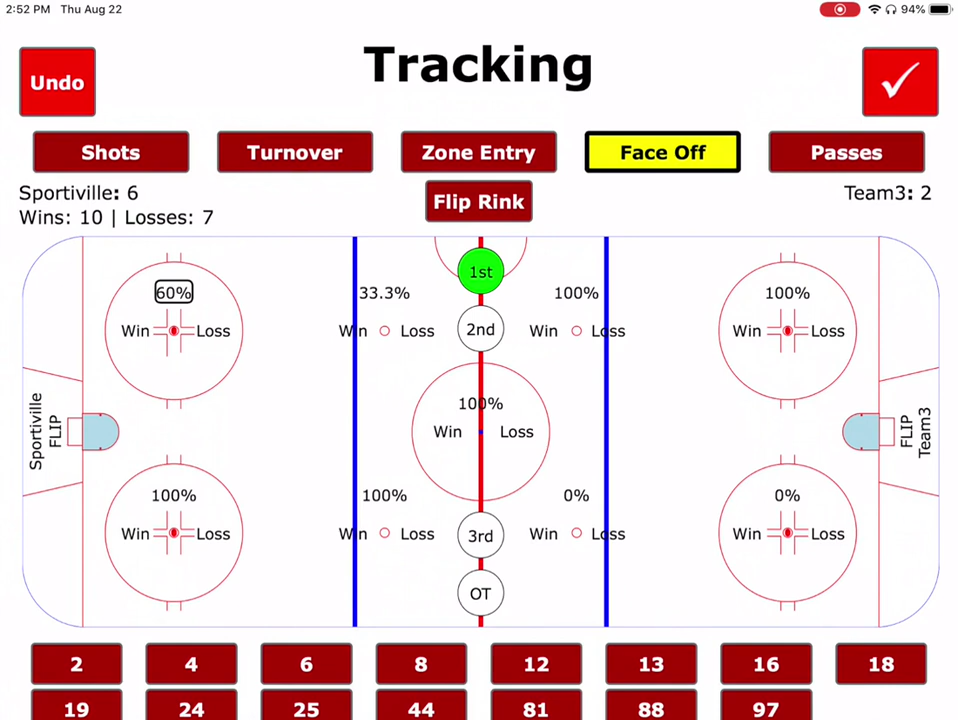 2:52 PM Thu Aug 22
94%
Undo
Tracking
Shots
Turnover
Zone Entry
Face Off
Passes
Sportiville: 6
Wins: 10 | Losses: 7
Flip Rink
Team3: 2
1st
60%
33.3%
100%
100%
Win Loss
Win Loss
2nd
Win Loss
Win Loss
Sportiville
FLIP
100%
Win Loss
FLIP
Team3
100%
100%
0%
0%
Win Loss
Win Loss
3rd
Win Loss
Win Loss
OT
2 4 6 8 12 13 16 18
19 24 25 44 81 88 97